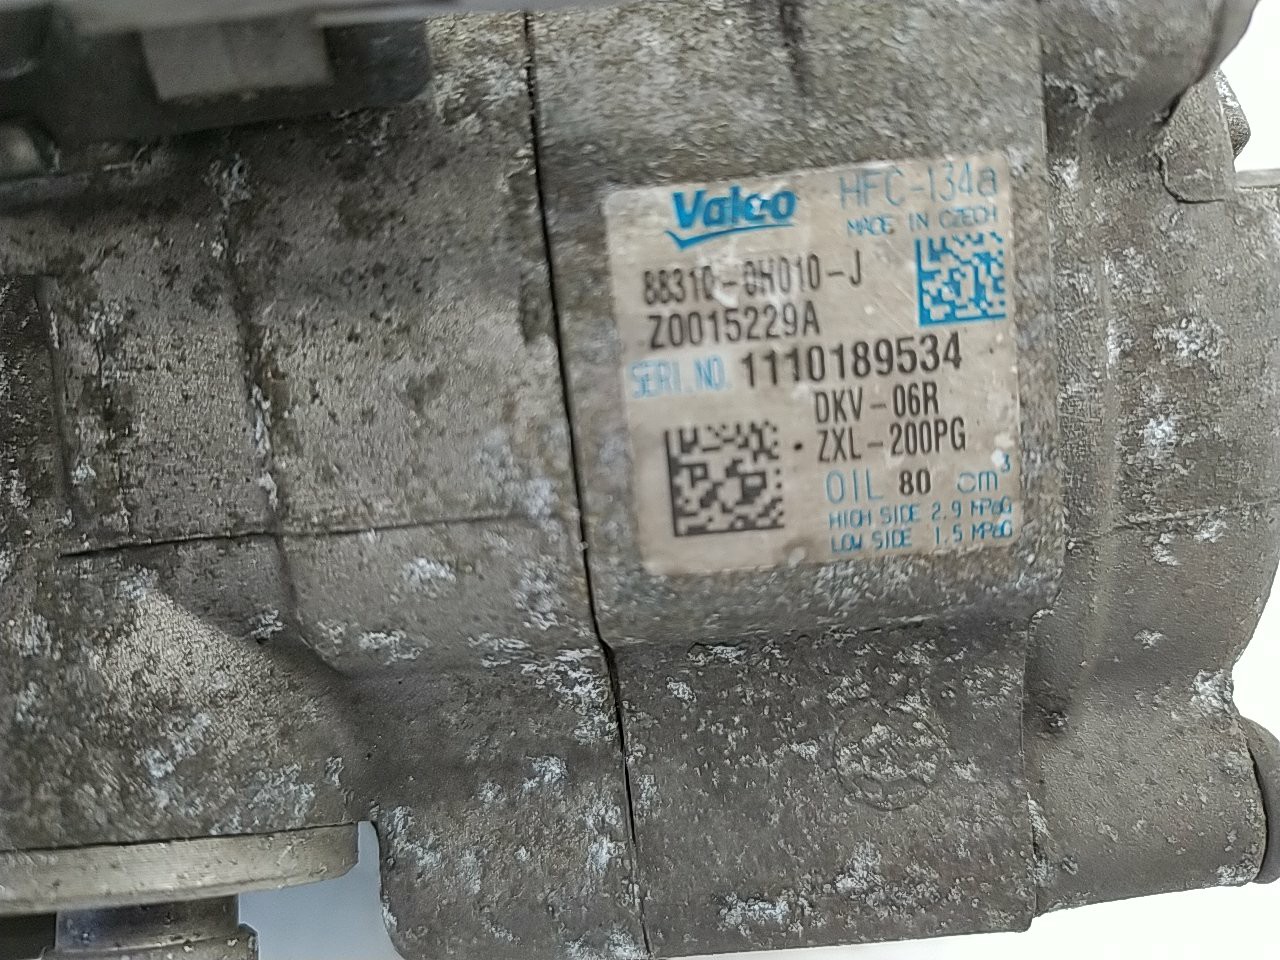 Valeo HFC-134a
MADE IN CZECH
88310-0H010-J
Z0015229A
SERI.NO. 1110189534
DKV-06R
ZXL-200PG
OIL 80 cm³
HIGH SIDE 2.9 MPaG
LOW SIDE 1.5 MPaG